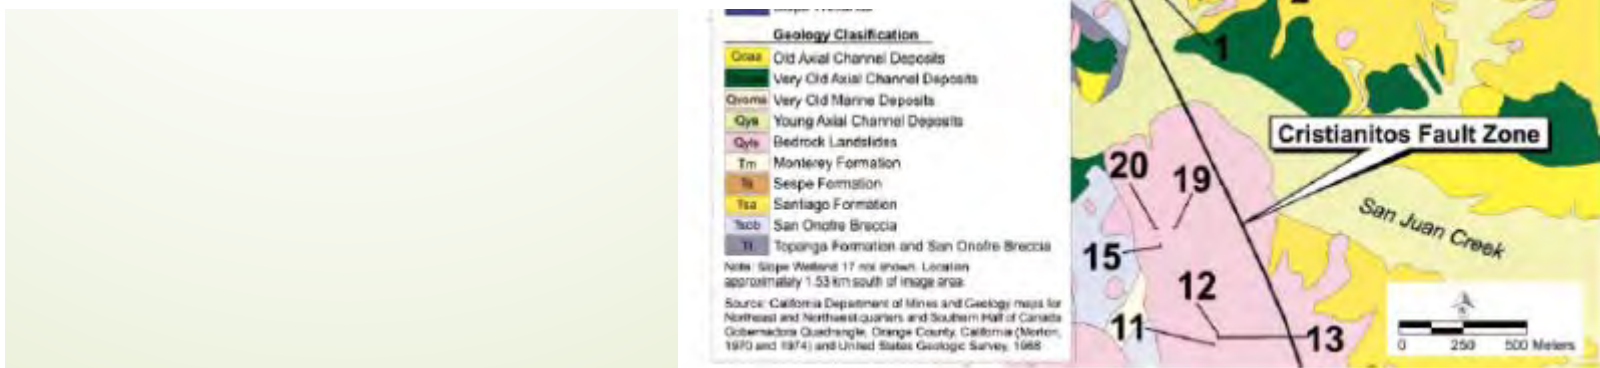 Slope Wetlands
Geology Clasification
Qoaa Old Axial Channel Deposits
Very Old Axial Channel Deposits
Qvoma Very Old Marine Deposits
Qya Young Axial Channel Deposits
Qyls Bedrock Landslides
Tm Monterey Formation
Ts Sespe Formation
Tsa Santiago Formation
Tsob San Onofre Breccia
Tt Topanga Formation and San Onofre Breccia
Note: Slope Wetland 17 not shown. Location
approximately 1.53 km south of image area.
Source: California Department of Mines and Geology maps for
Northeast and Northwest quarters and Southern Half of Canada
Gobernadora Quadrangle, Orange County, California (Morton,
1970 and 1974) and United States Geologic Survey, 1968
1
Cristianitos Fault Zone
20
19
San Juan Creek
15
12
11
13
N
0 250 500 Meters